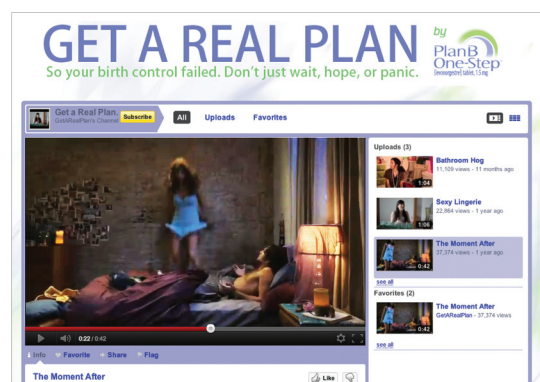 GET A REAL PLAN
by
PlanB
One-Step
(levonorgestrel) tablet, 1.5 mg
So your birth control failed. Don't just wait, hope, or panic.
Get a Real Plan.
GetARealPlan's Channel
Subscribe
All
Uploads
Favorites
Uploads (3)
Bathroom Hog
11,109 views - 11 months ago
1:04
Sexy Lingerie
22,864 views - 1 year ago
1:06
The Moment After
37,374 views - 1 year ago
0:42
see all
Favorites (2)
The Moment After
GetARealPlan - 37,374 views
0:42
see all
0:22 / 0:42
Info
Favorite
Share
Flag
The Moment After
Like